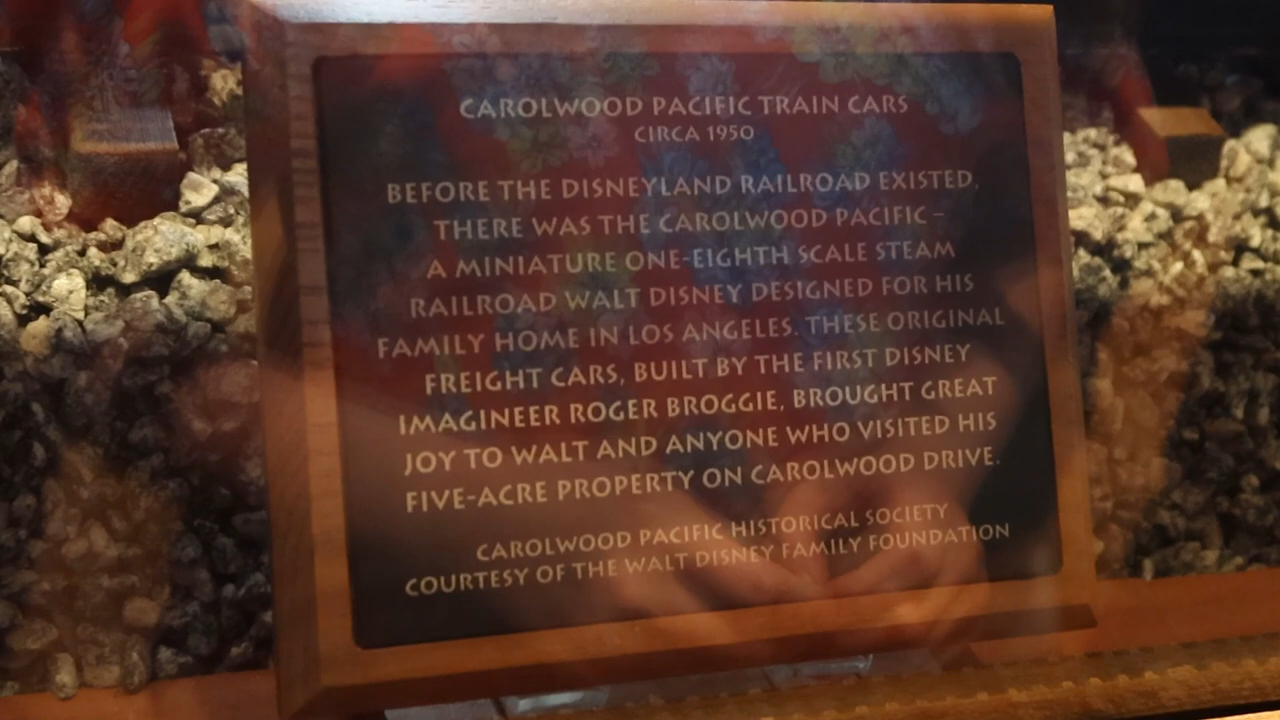 CAROLWOOD PACIFIC TRAIN CARS
CIRCA 1950
BEFORE THE DISNEYLAND RAILROAD EXISTED,
THERE WAS THE CAROLWOOD PACIFIC –
A MINIATURE ONE-EIGHTH SCALE STEAM
RAILROAD WALT DISNEY DESIGNED FOR HIS
FAMILY HOME IN LOS ANGELES. THESE ORIGINAL
FREIGHT CARS, BUILT BY THE FIRST DISNEY
IMAGINEER ROGER BROGGIE, BROUGHT GREAT
JOY TO WALT AND ANYONE WHO VISITED HIS
FIVE-ACRE PROPERTY ON CAROLWOOD DRIVE.
CAROLWOOD PACIFIC HISTORICAL SOCIETY
COURTESY OF THE WALT DISNEY FAMILY FOUNDATION